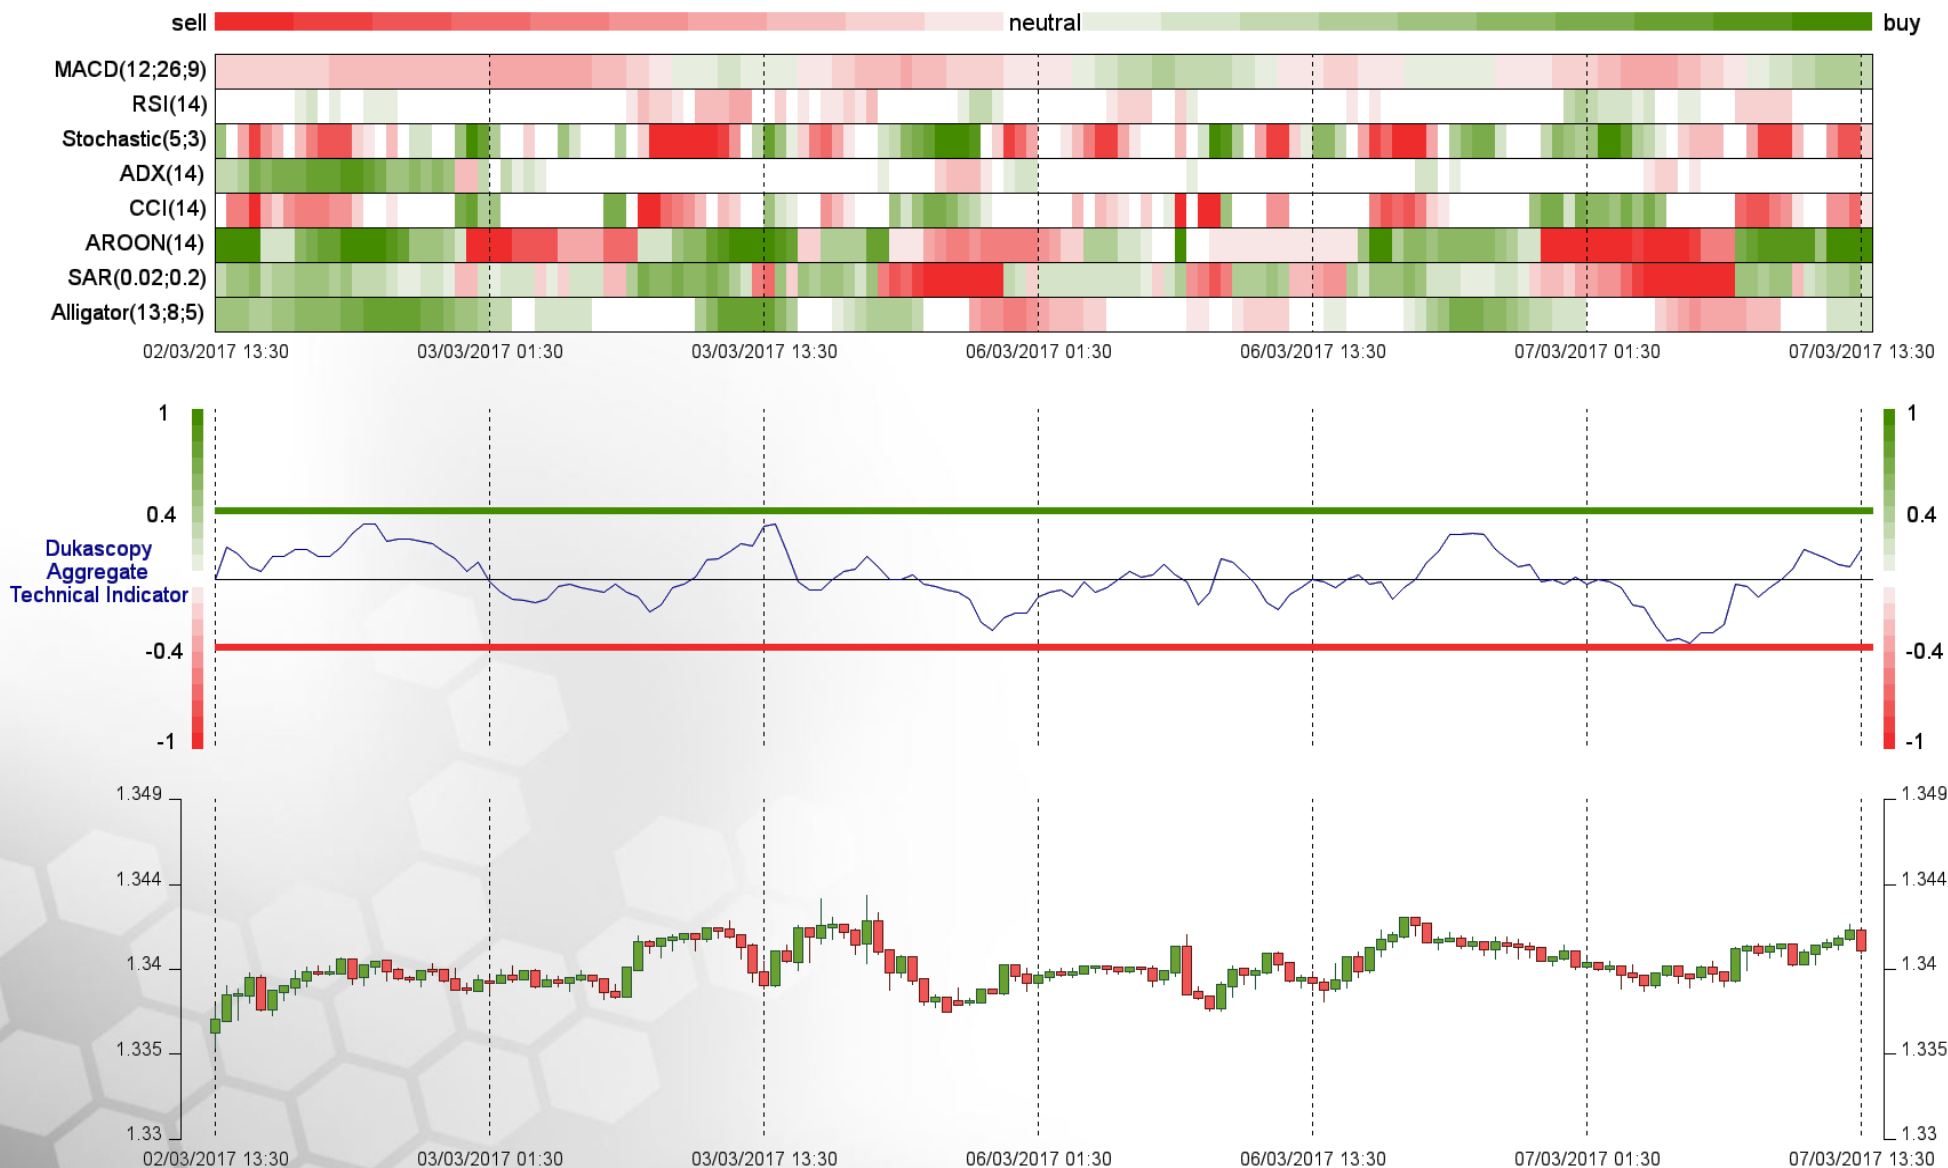 sell neutral buy
MACD(12;26;9)
RSI(14)
Stochastic(5;3)
ADX(14)
CCI(14)
AROON(14)
SAR(0.02;0.2)
Alligator(13;8;5)
02/03/2017 13:30 03/03/2017 01:30 03/03/2017 13:30 06/03/2017 01:30 06/03/2017 13:30 07/03/2017 01:30 07/03/2017 13:30
1 1
0.4 0.4
Dukascopy
Aggregate
Technical Indicator
-0.4 -0.4
-1 -1
1.349 1.349
1.344 1.344
1.34 1.34
1.335 1.335
1.33 1.33
02/03/2017 13:30 03/03/2017 01:30 03/03/2017 13:30 06/03/2017 01:30 06/03/2017 13:30 07/03/2017 01:30 07/03/2017 13:30